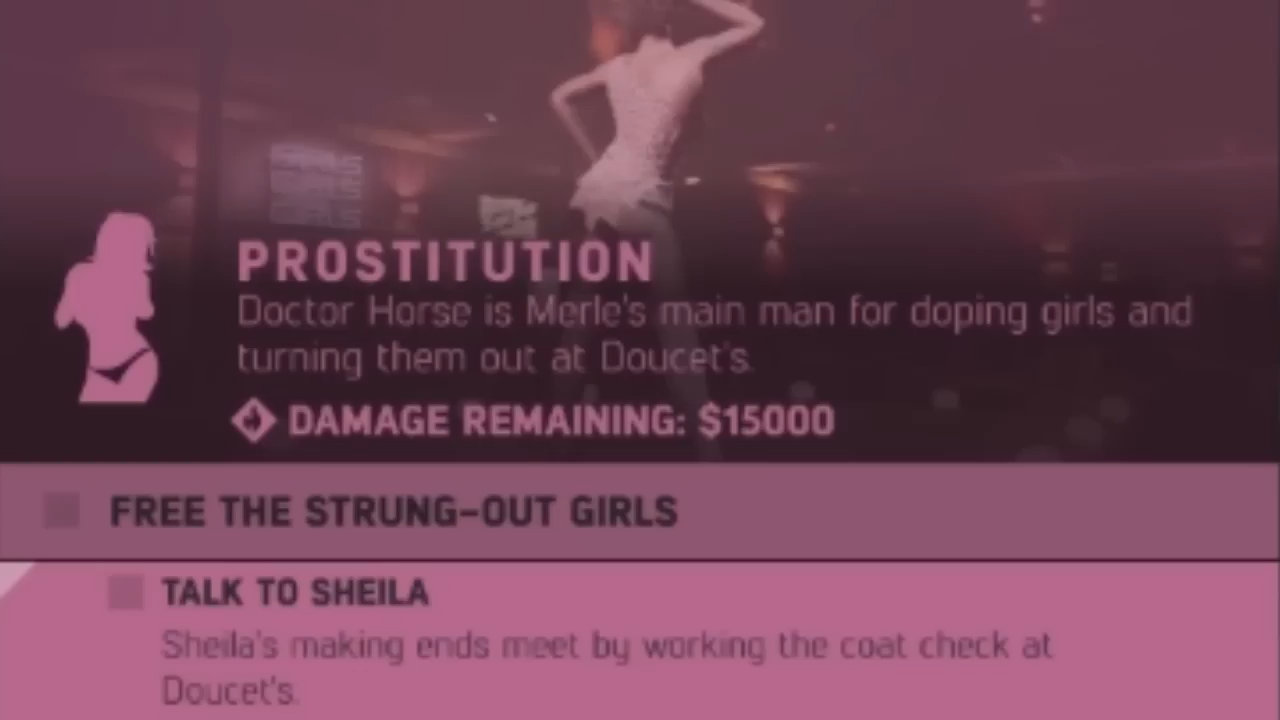 PROSTITUTION
Doctor Horse is Merle's main man for doping girls and
turning them out at Doucet's.
DAMAGE REMAINING: $15000
FREE THE STRUNG-OUT GIRLS
TALK TO SHEILA
Sheila's making ends meet by working the coat check at
Doucet's.